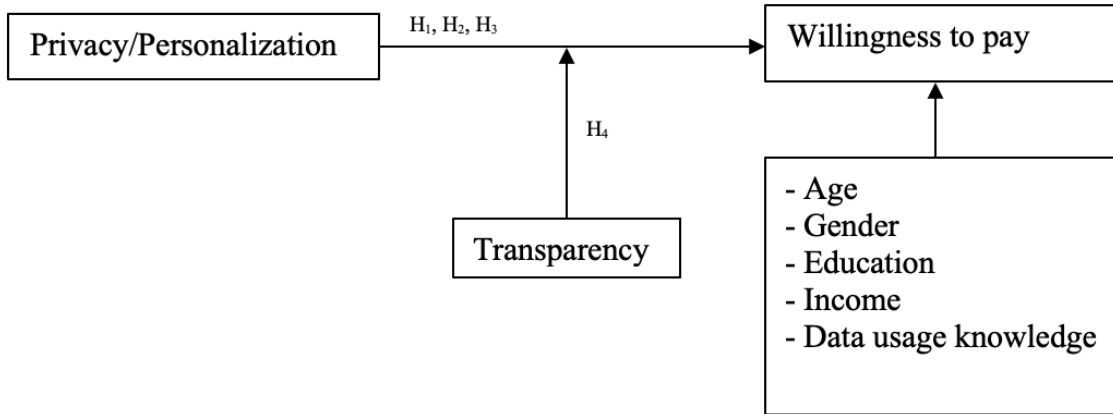 H₁, H₂, H₃
Privacy/Personalization
Willingness to pay
H₄
Transparency
- Age
- Gender
- Education
- Income
- Data usage knowledge